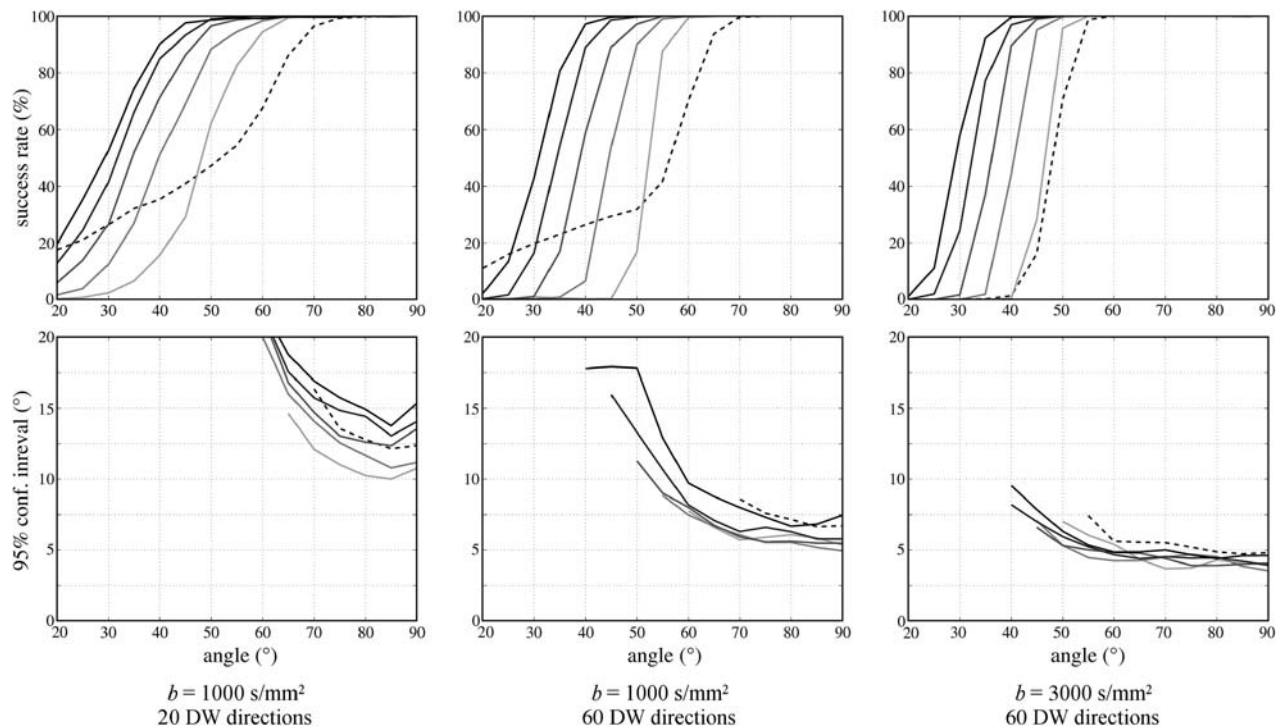 success rate (%)
100
80
60
40
20
0
20 30 40 50 60 70 80 90
100
80
60
40
20
0
20 30 40 50 60 70 80 90
100
80
60
40
20
0
20 30 40 50 60 70 80 90
95% conf. inreval (°)
20
15
10
5
0
20 30 40 50 60 70 80 90
angle (°)
20
15
10
5
0
20 30 40 50 60 70 80 90
angle (°)
20
15
10
5
0
20 30 40 50 60 70 80 90
angle (°)
b = 1000 s/mm²
20 DW directions
b = 1000 s/mm²
60 DW directions
b = 3000 s/mm²
60 DW directions